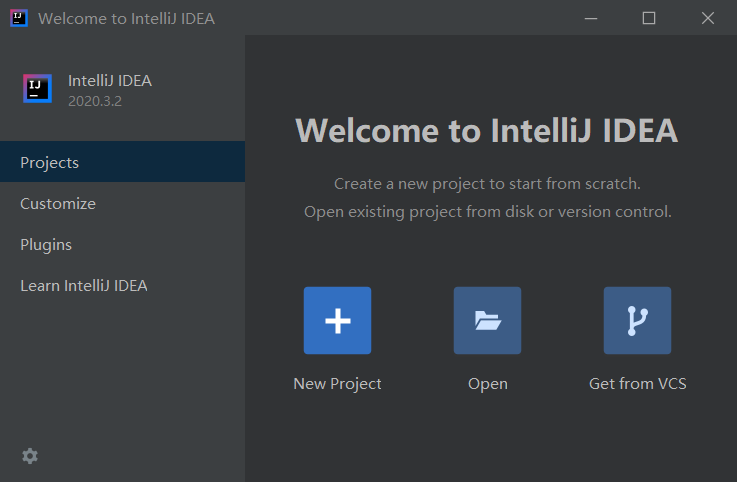 Welcome to IntelliJ IDEA
IJ
IntelliJ IDEA
2020.3.2
Projects
Customize
Plugins
Learn IntelliJ IDEA
Welcome to IntelliJ IDEA
Create a new project to start from scratch.
Open existing project from disk or version control.
New Project
Open
Get from VCS